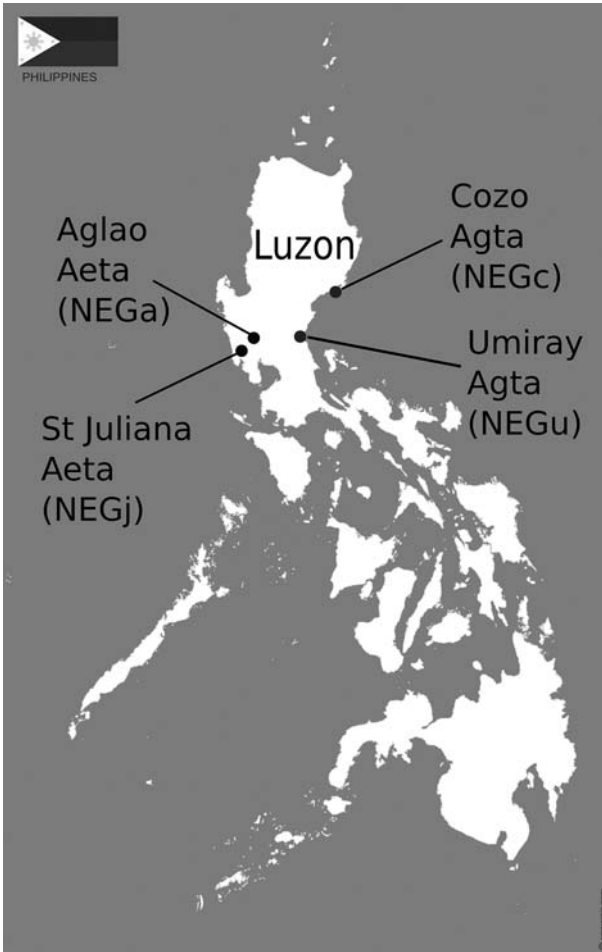 PHILIPPINES
Luzon
Cozo
Agta
(NEGc)
Aglao
Aeta
(NEGa)
Umiray
Agta
(NEGu)
St Juliana
Aeta
(NEGj)